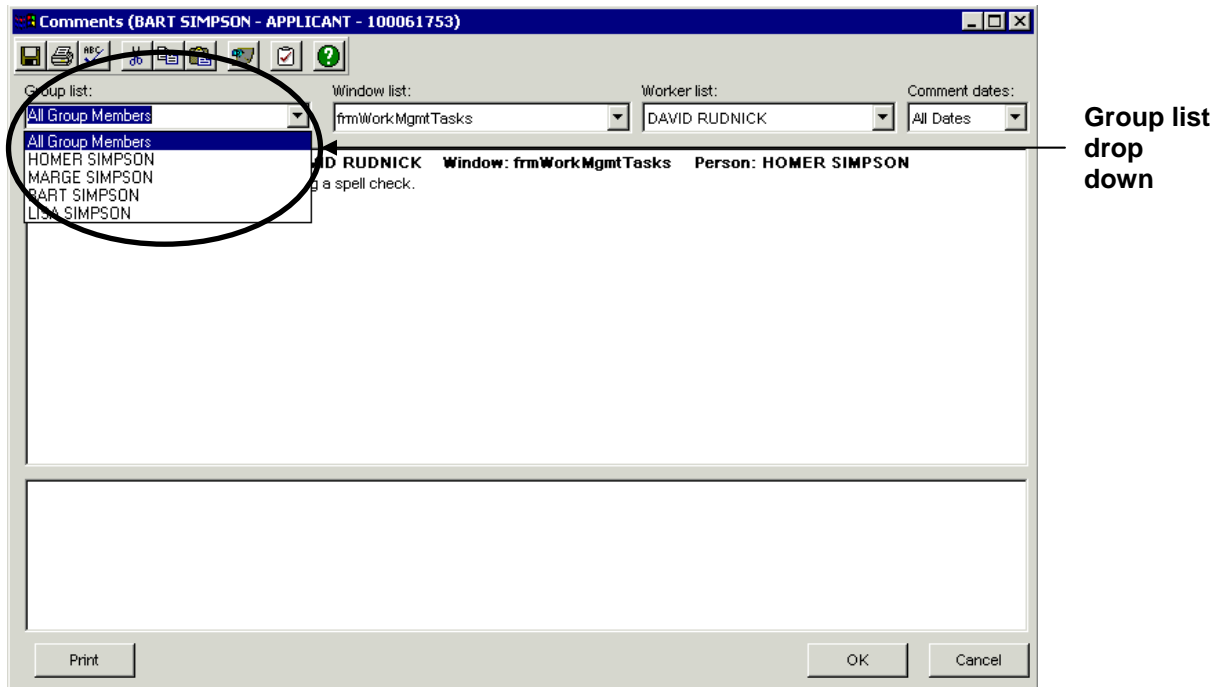 Comments (BART SIMPSON - APPLICANT - 100061753)
ABC
Group list:
Window list:
Worker list:
Comment dates:
All Group Members
frmWorkMgmtTasks
DAVID RUDNICK
All Dates
All Group Members
HOMER SIMPSON
MARGE SIMPSON
BART SIMPSON
LISA SIMPSON
RUDNICK Window: frmWorkMgmtTasks Person: HOMER SIMPSON
a spell check.
Group list
drop
down
Print
OK
Cancel